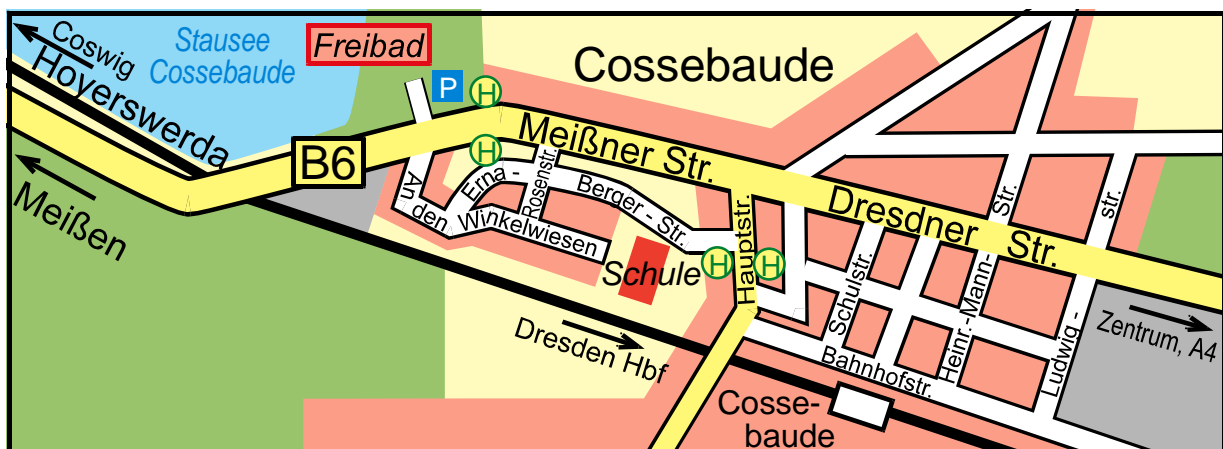 Coswig
Hoyerswerda
Stausee
Cossebaude
Freibad
P
H
Cossebaude
Meißen
B6
H
Meißner Str.
Dresdner Str.
An
den
Winkelwiesen
Erna-
Berger-Str.
Rosenstr.
Schule
H
H
Hauptstr.
Schulstr.
Heinr.-Mann-
Str.
Ludwig-
str.
Bahnhofstr.
Zentrum, A4
Dresden Hbf
Cosse-
baude